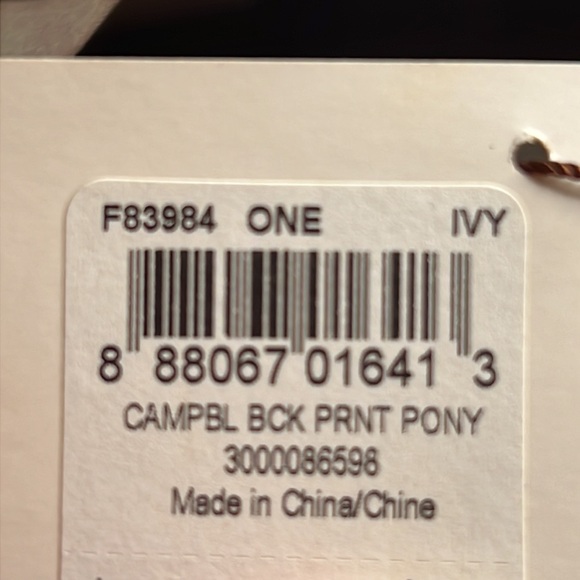 F83984 ONE IVY
8 88067 01641 3
CAMPBL BCK PRNT PONY
3000086598
Made in China/Chine